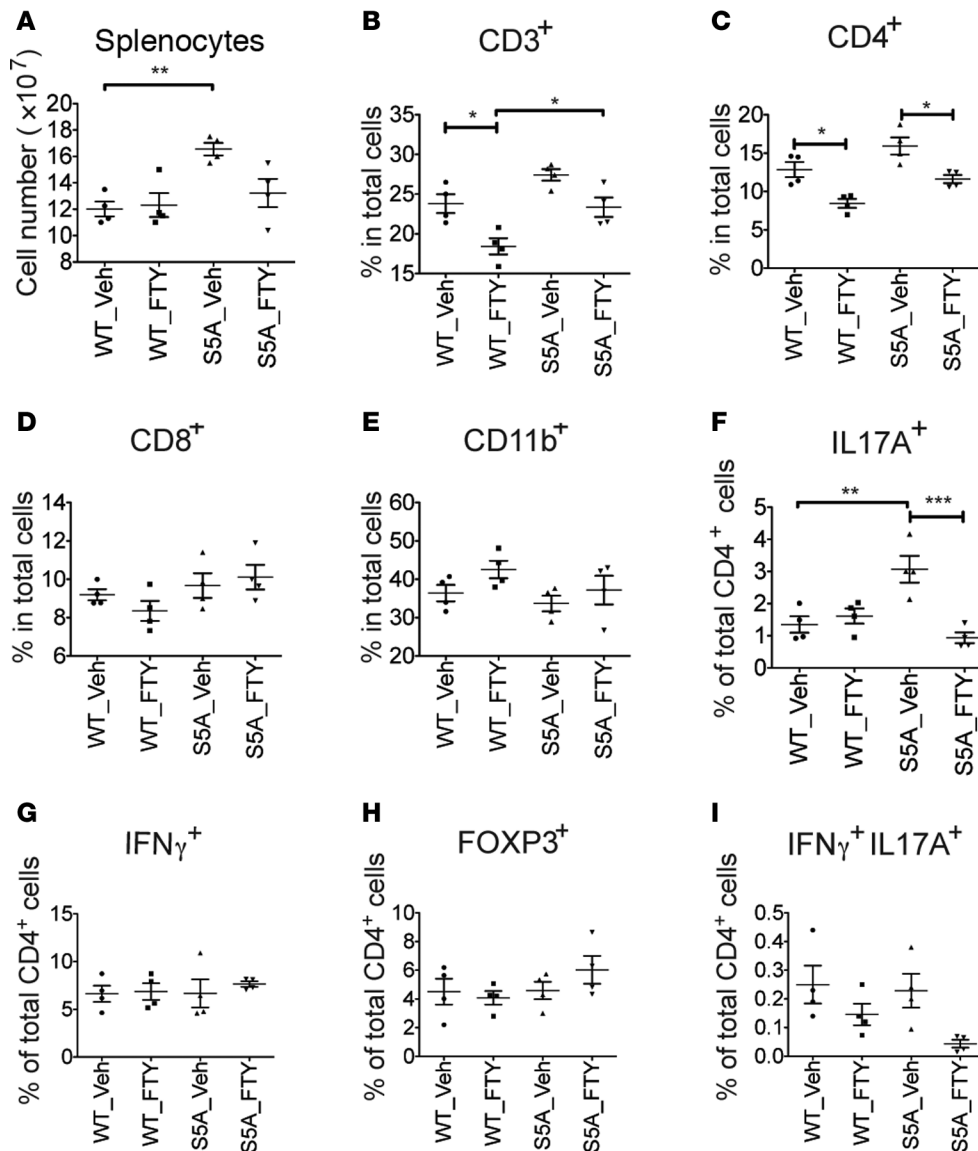 A
Splenocytes
Cell number (×10⁷)
**
20
18
16
14
12
10
8
WT_Veh
WT_FTY
S5A_Veh
S5A_FTY
B
CD3⁺
% in total cells
* *
35
30
25
20
15
WT_Veh
WT_FTY
S5A_Veh
S5A_FTY
C
CD4⁺
% in total cells
* *
20
15
10
5
0
WT_Veh
WT_FTY
S5A_Veh
S5A_FTY
D
CD8⁺
% in total cells
14
12
10
8
6
WT_Veh
WT_FTY
S5A_Veh
S5A_FTY
E
CD11b⁺
% in total cells
60
50
40
30
20
WT_Veh
WT_FTY
S5A_Veh
S5A_FTY
F
IL17A⁺
% of total CD4⁺ cells
** ***
5
4
3
2
1
0
WT_Veh
WT_FTY
S5A_Veh
S5A_FTY
G
IFNγ⁺
% of total CD4⁺ cells
15
10
5
0
WT_Veh
WT_FTY
S5A_Veh
S5A_FTY
H
FOXP3⁺
% of total CD4⁺ cells
10
8
6
4
2
0
WT_Veh
WT_FTY
S5A_Veh
S5A_FTY
I
IFNγ⁺ IL17A⁺
% of total CD4⁺ cells
0.5
0.4
0.3
0.2
0.1
0.0
WT_Veh
WT_FTY
S5A_Veh
S5A_FTY